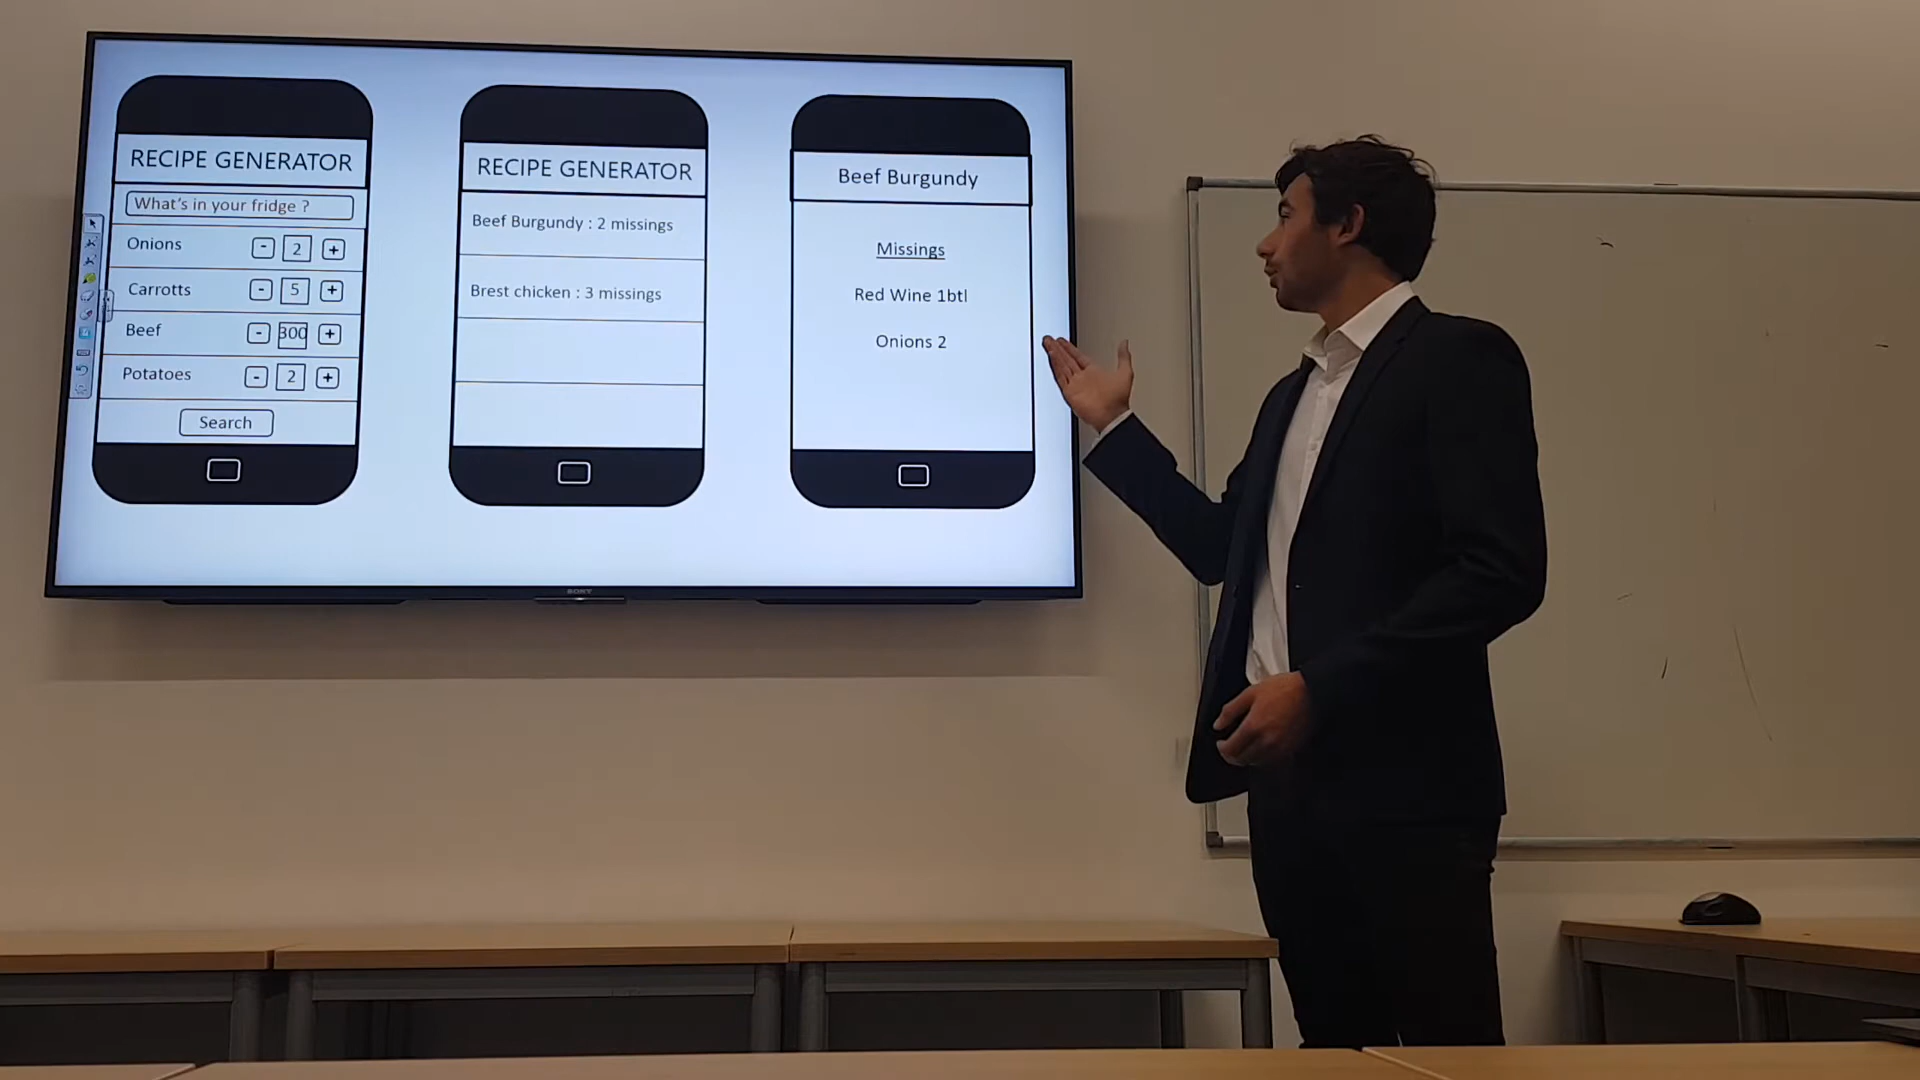 RECIPE GENERATOR
What's in your fridge ?
Onions - 2 +
Carrotts - 5 +
Beef - 300 +
Potatoes - 2 +
Search
RECIPE GENERATOR
Beef Burgundy : 2 missings
Brest chicken : 3 missings
Beef Burgundy
Missings
Red Wine 1btl
Onions 2
SONY